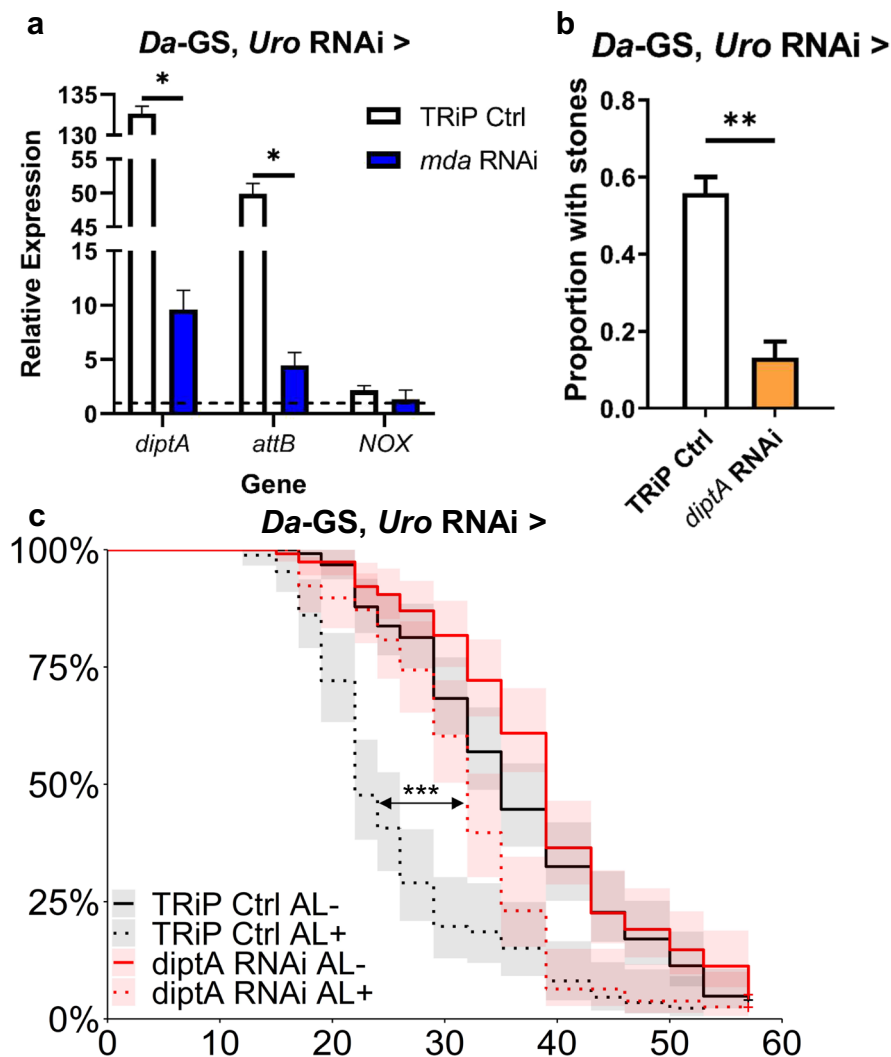 a
Da-GS, Uro RNAi >
Relative Expression
135
130
55
50
45
15
10
5
0
*
*
TRiP Ctrl
mda RNAi
diptA
attB
NOX
Gene
b
Da-GS, Uro RNAi >
Proportion with stones
0.8
0.6
0.4
0.2
0.0
**
TRiP Ctrl
diptA RNAi
c
Da-GS, Uro RNAi >
100%
75%
50%
25%
0%
***
TRiP Ctrl AL-
TRiP Ctrl AL+
diptA RNAi AL-
diptA RNAi AL+
0
10
20
30
40
50
60